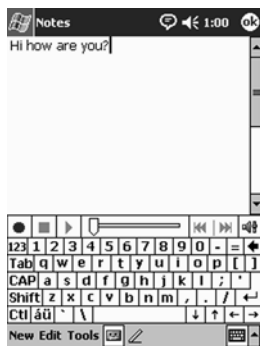 Notes 1:00 ok
Hi how are you?
123 1 2 3 4 5 6 7 8 9 0 - =
Tab q w e r t y u i o p [ ]
CAP a s d f g h j k l ; '
Shift z x c v b n m , . /
Ctl áü ` \
New Edit Tools